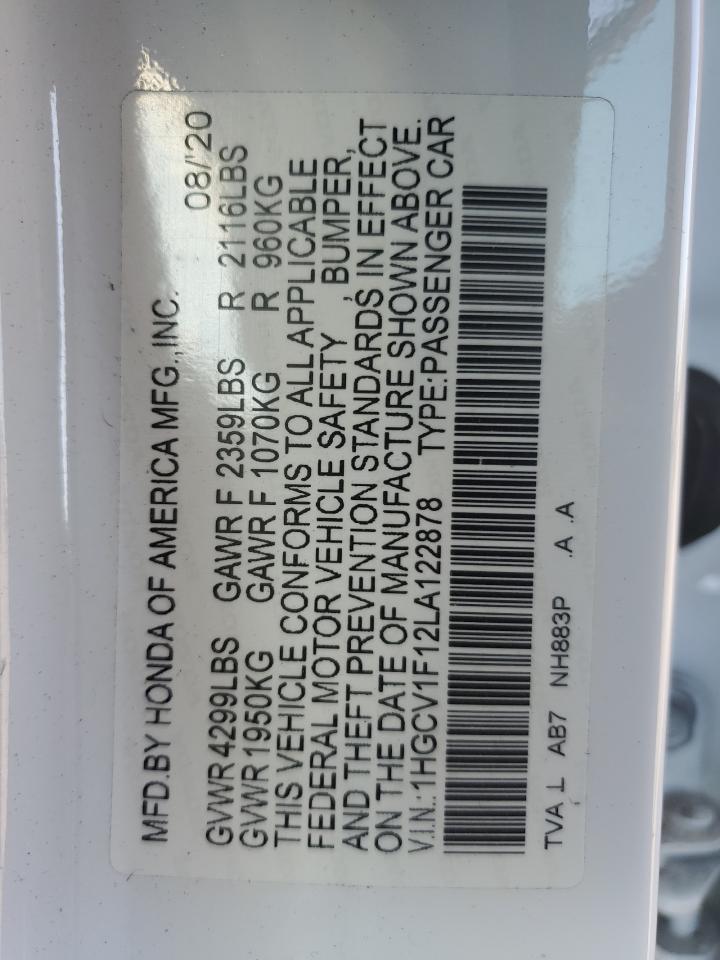 MFD.BY HONDA OF AMERICA MFG.,INC.
08/'20
GVWR 4299LBS GAWR F 2359LBS R 2116LBS
GVWR 1950KG GAWR F 1070KG R 960KG
THIS VEHICLE CONFORMS TO ALL APPLICABLE
FEDERAL MOTOR VEHICLE SAFETY, BUMPER,
AND THEFT PREVENTION STANDARDS IN EFFECT
ON THE DATE OF MANUFACTURE SHOWN ABOVE.
V.I.N.:1HGCV1F12LA122878 TYPE:PASSENGER CAR
TVA L AB7 NH883P .A .A